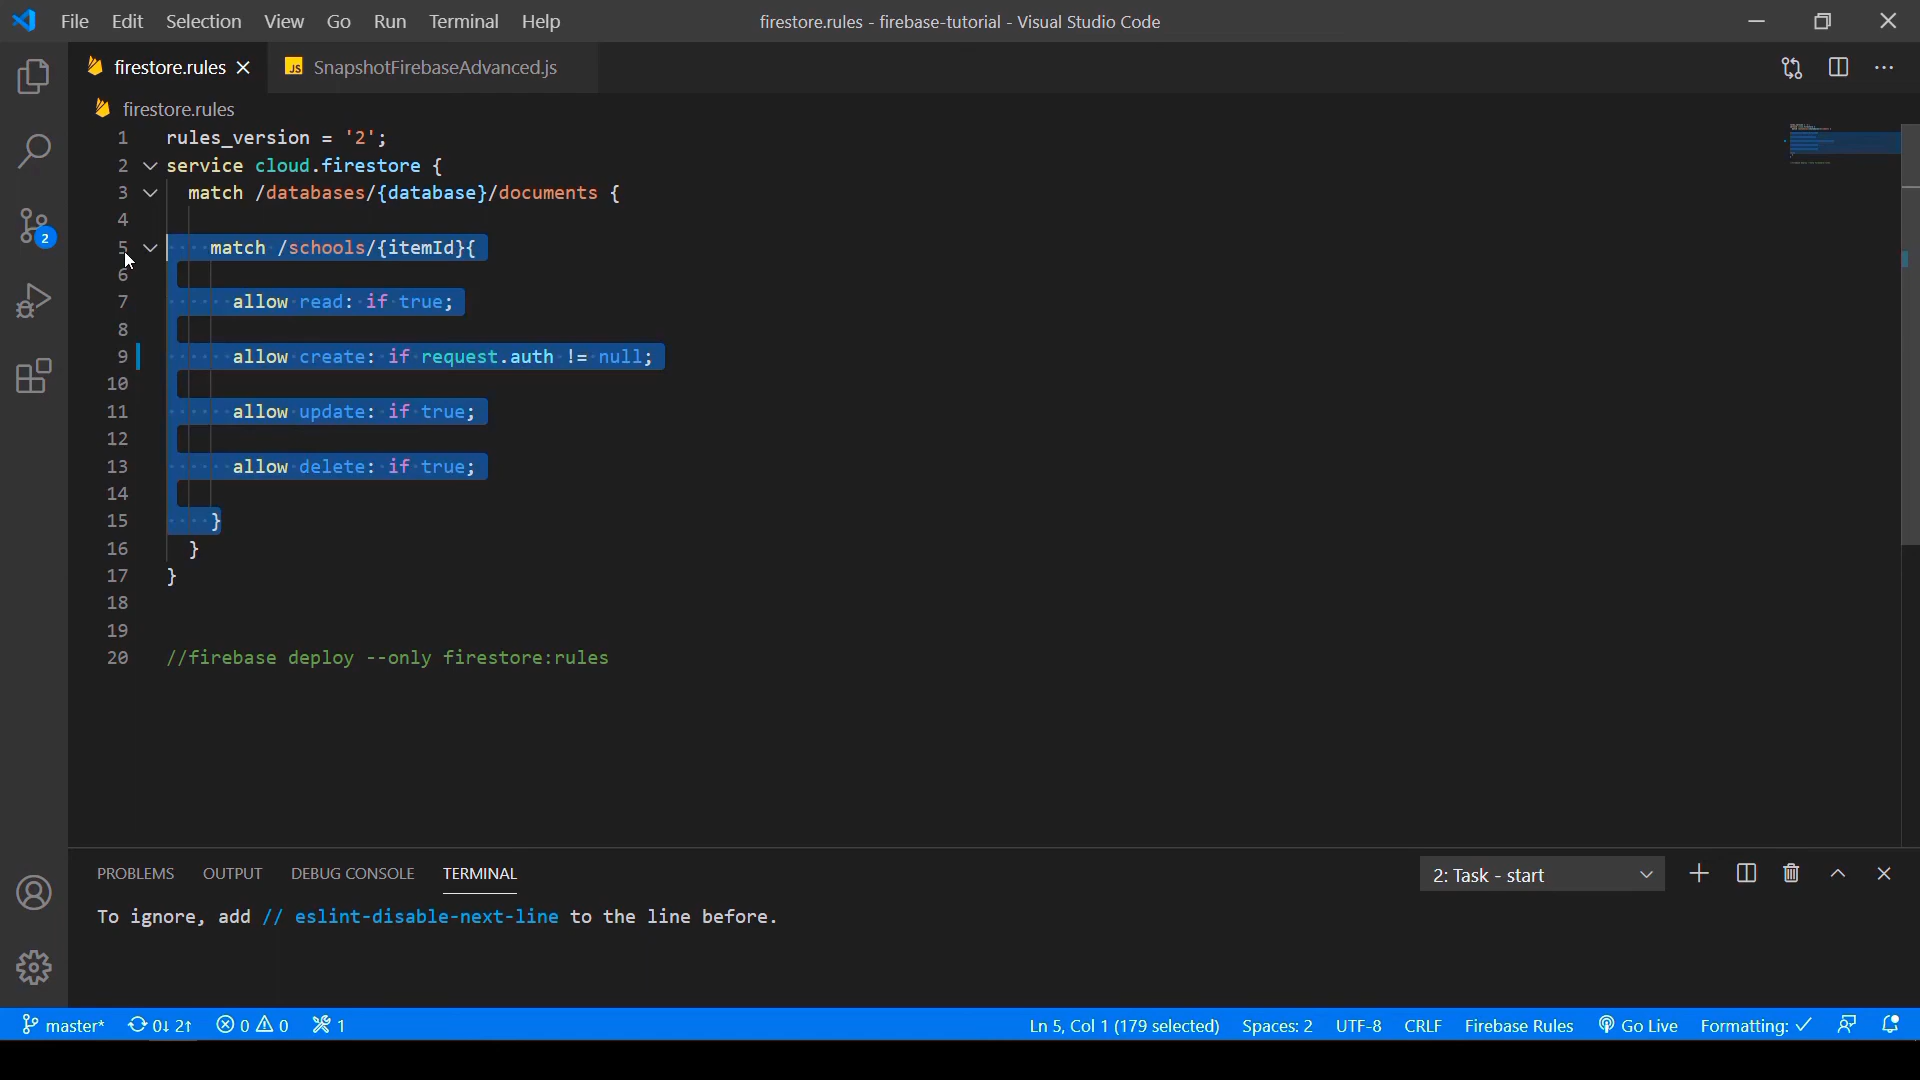 File Edit Selection View Go Run Terminal Help firestore.rules - firebase-tutorial - Visual Studio Code
firestore.rules JS SnapshotFirebaseAdvanced.js
firestore.rules
1 rules_version = '2';
2 service cloud.firestore {
3 match /databases/{database}/documents {
4
5 match /schools/{itemId}{
6
7 allow read: if true;
8
9 allow create: if request.auth != null;
10
11 allow update: if true;
12
13 allow delete: if true;
14
15 }
16 }
17 }
18
19
20 //firebase deploy --only firestore:rules
2
PROBLEMS OUTPUT DEBUG CONSOLE TERMINAL 2: Task - start
To ignore, add // eslint-disable-next-line to the line before.
master* 0↓ 2↑ 0 0 1 Ln 5, Col 1 (179 selected) Spaces: 2 UTF-8 CRLF Firebase Rules Go Live Formatting: ✓